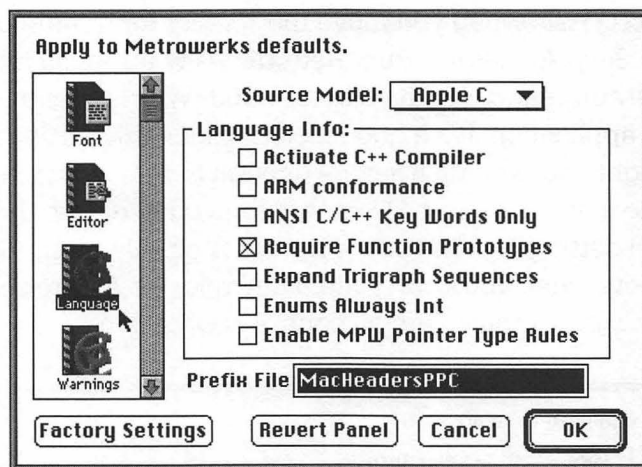 Apply to Metrowerks defaults.
Font
Editor
Language
Warnings
Source Model: Apple C
Language Info:
Activate C++ Compiler
ARM conformance
ANSI C/C++ Key Words Only
Require Function Prototypes
Expand Trigraph Sequences
Enums Always Int
Enable MPW Pointer Type Rules
Prefix File MacHeadersPPC
Factory Settings Revert Panel Cancel OK